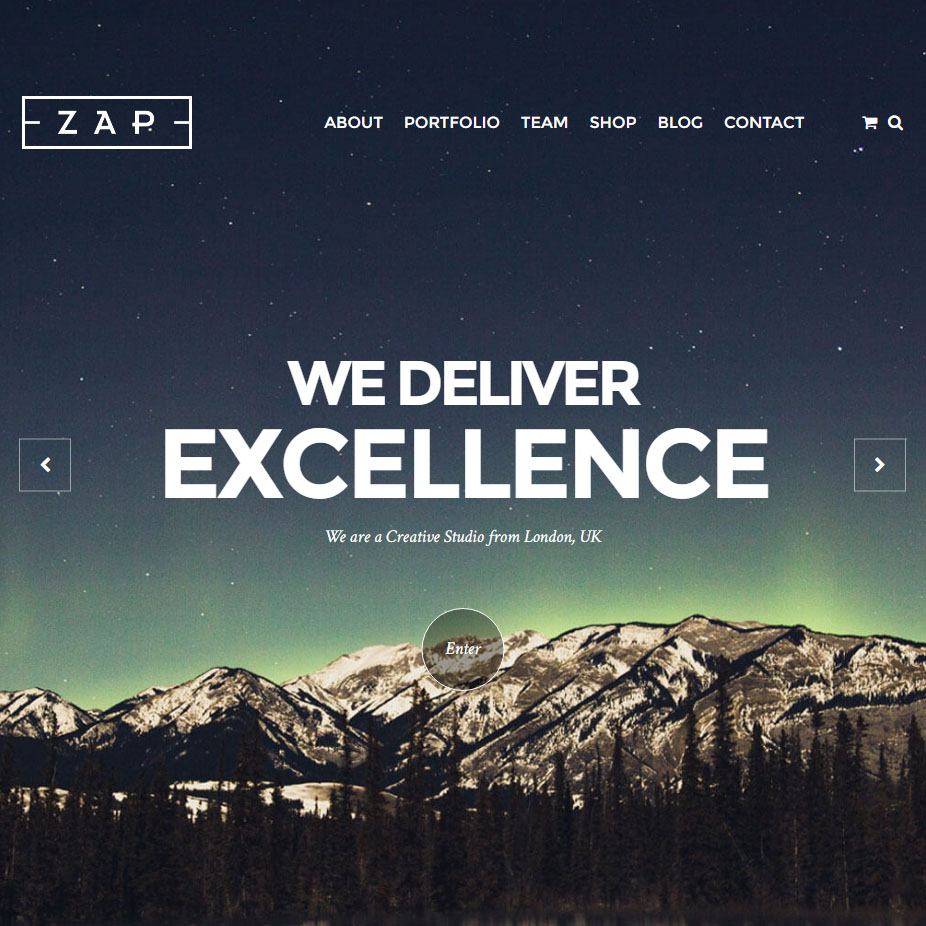 ZAP
ABOUT PORTFOLIO TEAM SHOP BLOG CONTACT
WE DELIVER
EXCELLENCE
We are a Creative Studio from London, UK
Enter